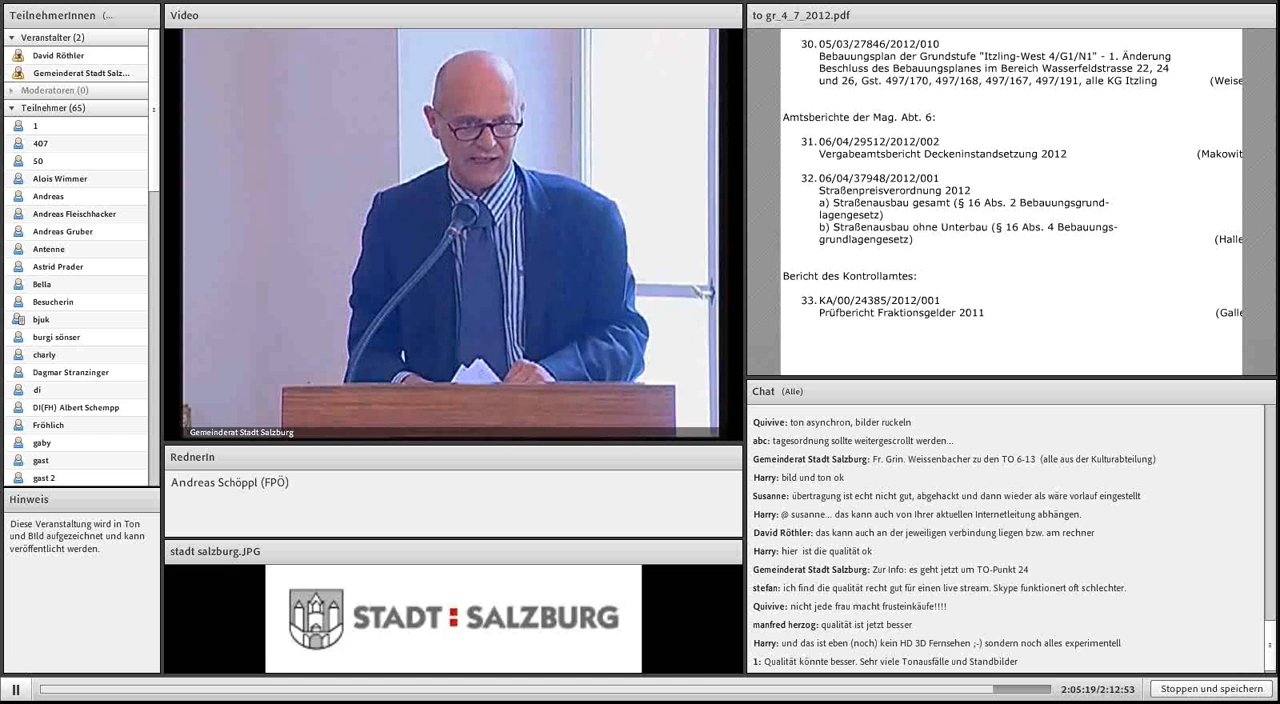 TeilnehmerInnen (...
Veranstalter (2)
David Röthler
Gemeinderat Stadt Salz...
Moderatoren (0)
Teilnehmer (65)
1
407
50
Alois Wimmer
Andreas
Andreas Fleischhacker
Andreas Gruber
Antenne
Astrid Prader
Bella
Besucherin
bjuk
burgi sönser
charly
Dagmar Stranzinger
di
DI(FH) Albert Schempp
Fröhlich
gaby
gast
gast 2
Hinweis
Diese Veranstaltung wird in Ton
und BIld aufgezeichnet und kann
veröffentlicht werden.
Video
Gemeinderat Stadt Salzburg
RednerIn
Andreas Schöppl (FPÖ)
stadt salzburg.JPG
STADT : SALZBURG
to gr_4_7_2012.pdf
30. 05/03/27846/2012/010
Bebauungsplan der Grundstufe "Itzling-West 4/G1/N1" - 1. Änderung
Beschluss des Bebauungsplanes im Bereich Wasserfeldstrasse 22, 24
und 26, Gst. 497/170, 497/168, 497/167, 497/191, alle KG Itzling (Weise
Amtsberichte der Mag. Abt. 6:
31. 06/04/29512/2012/002
Vergabeamtsbericht Deckeninstandsetzung 2012 (Makowit
32. 06/04/37948/2012/001
Straßenpreisverordnung 2012
a) Straßenausbau gesamt (§ 16 Abs. 2 Bebauungsgrund-
lagengesetz)
b) Straßenausbau ohne Unterbau (§ 16 Abs. 4 Bebauungs-
grundlagengesetz) (Halle
Bericht des Kontrollamtes:
33. KA/00/24385/2012/001
Prüfbericht Fraktionsgelder 2011 (Galle
Chat (Alle)
Quivive: ton asynchron, bilder ruckeln
abc: tagesordnung sollte weitergescrollt werden...
Gemeinderat Stadt Salzburg: Fr. Grin. Weissenbacher zu den TO 6-13 (alle aus der Kulturabteilung)
Harry: bild und ton ok
Susanne: übertragung ist echt nicht gut, abgehackt und dann wieder als wäre vorlauf eingestellt
Harry: @ susanne... das kann auch von Ihrer aktuellen Internetleitung abhängen.
David Röthler: das kann auch an der jeweiligen verbindung liegen bzw. am rechner
Harry: hier ist die qualität ok
Gemeinderat Stadt Salzburg: Zur Info: es geht jetzt um TO-Punkt 24
stefan: ich find die qualität recht gut für einen live stream. Skype funktionert oft schlechter.
Quivive: nicht jede frau macht frusteinkäufe!!!!
manfred herzog: qualität ist jetzt besser
Harry: und das ist eben (noch) kein HD 3D Fernsehen ;-) sondern noch alles experimentell
1: Qualität könnte besser. Sehr viele Tonausfälle und Standbilder
2:05:19/2:12:53
Stoppen und speichern